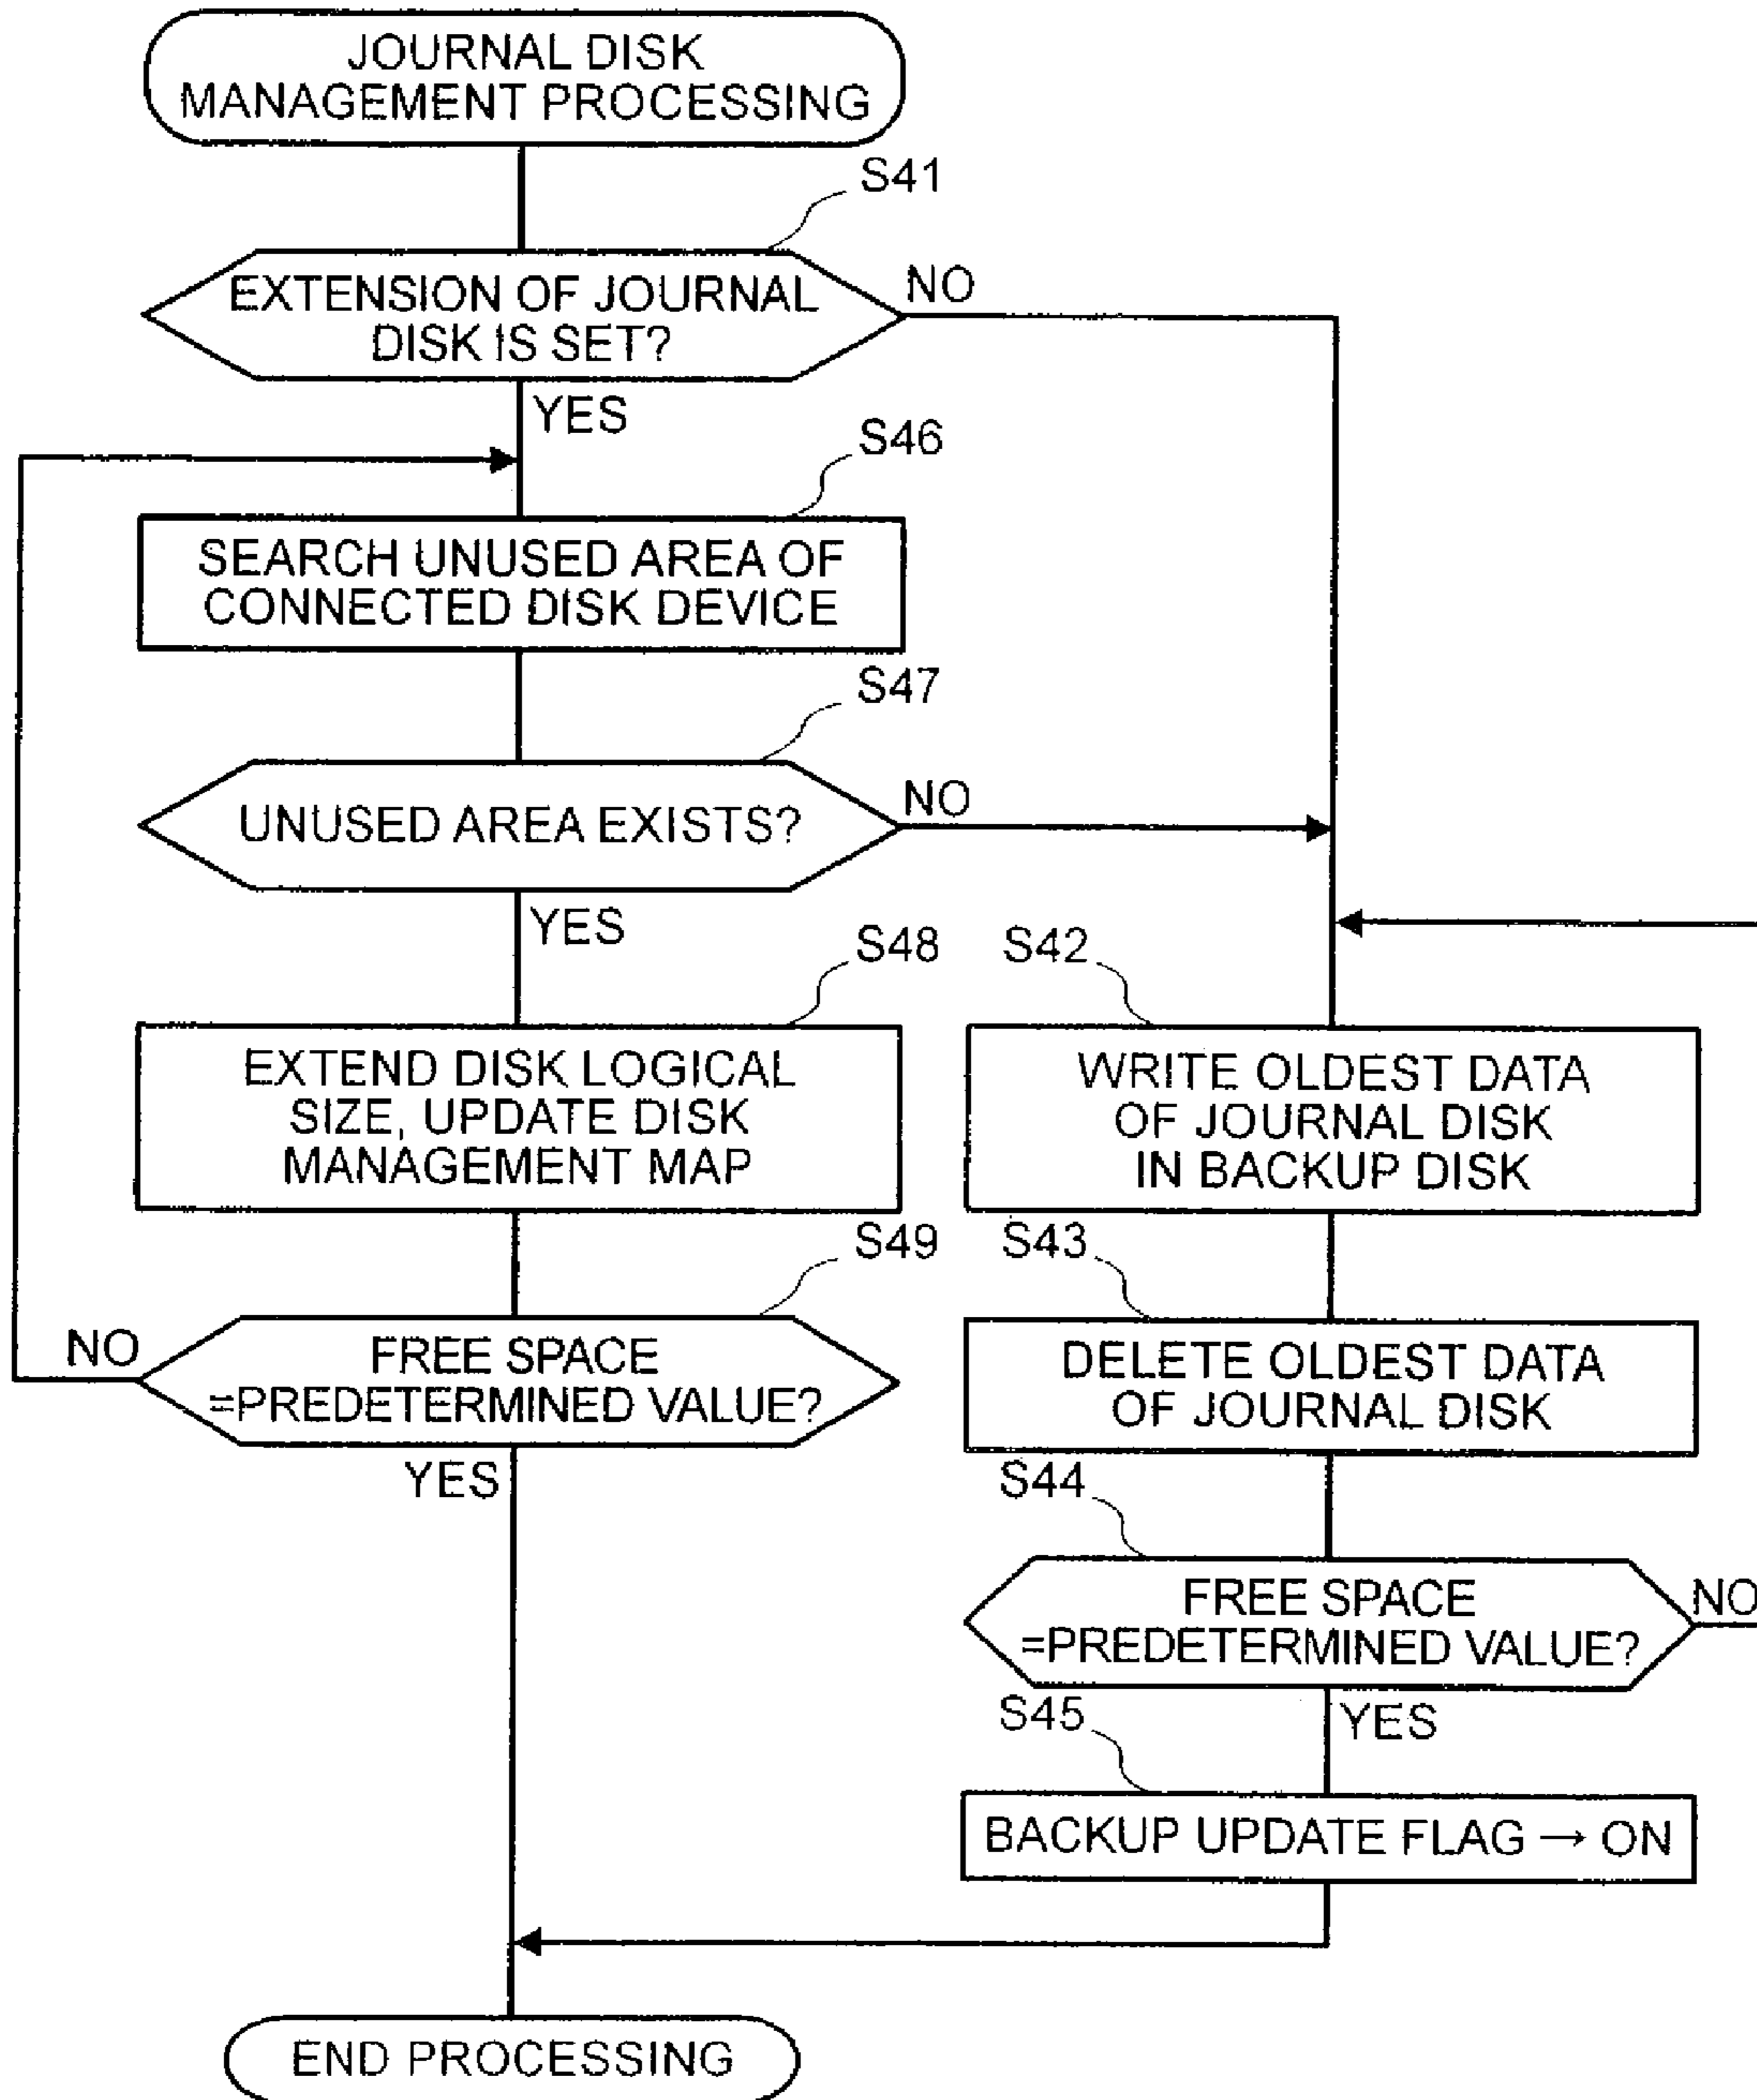 JOURNAL DISK
MANAGEMENT PROCESSING
S41
EXTENSION OF JOURNAL
DISK IS SET?
NO
YES
S46
SEARCH UNUSED AREA OF
CONNECTED DISK DEVICE
S47
UNUSED AREA EXISTS?
NO
YES
S48
EXTEND DISK LOGICAL
SIZE, UPDATE DISK
MANAGEMENT MAP
S49
FREE SPACE
=PREDETERMINED VALUE?
NO
YES
S42
WRITE OLDEST DATA
OF JOURNAL DISK
IN BACKUP DISK
S43
DELETE OLDEST DATA
OF JOURNAL DISK
S44
FREE SPACE
=PREDETERMINED VALUE?
NO
YES
S45
BACKUP UPDATE FLAG → ON
END PROCESSING